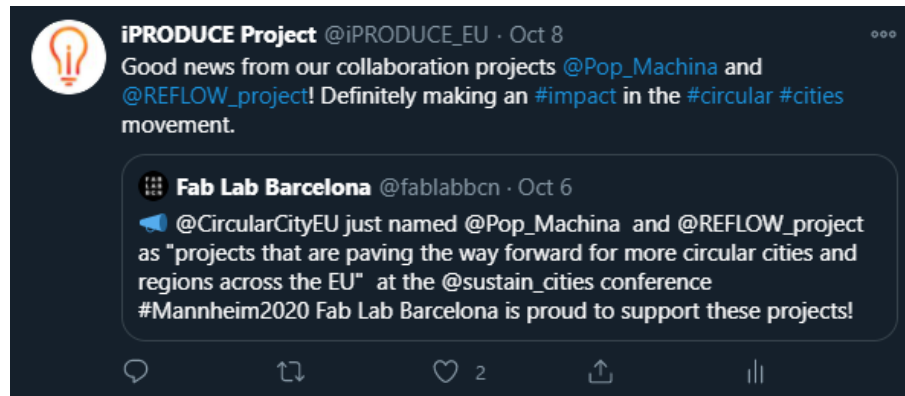 iPRODUCE Project @iPRODUCE_EU · Oct 8
Good news from our collaboration projects @Pop_Machina and
@REFLOW_project! Definitely making an #impact in the #circular #cities
movement.
FAB
LAB
BCN
Fab Lab Barcelona @fablabbcn · Oct 6
@CircularCityEU just named @Pop_Machina and @REFLOW_project
as "projects that are paving the way forward for more circular cities and
regions across the EU" at the @sustain_cities conference
#Mannheim2020 Fab Lab Barcelona is proud to support these projects!
2